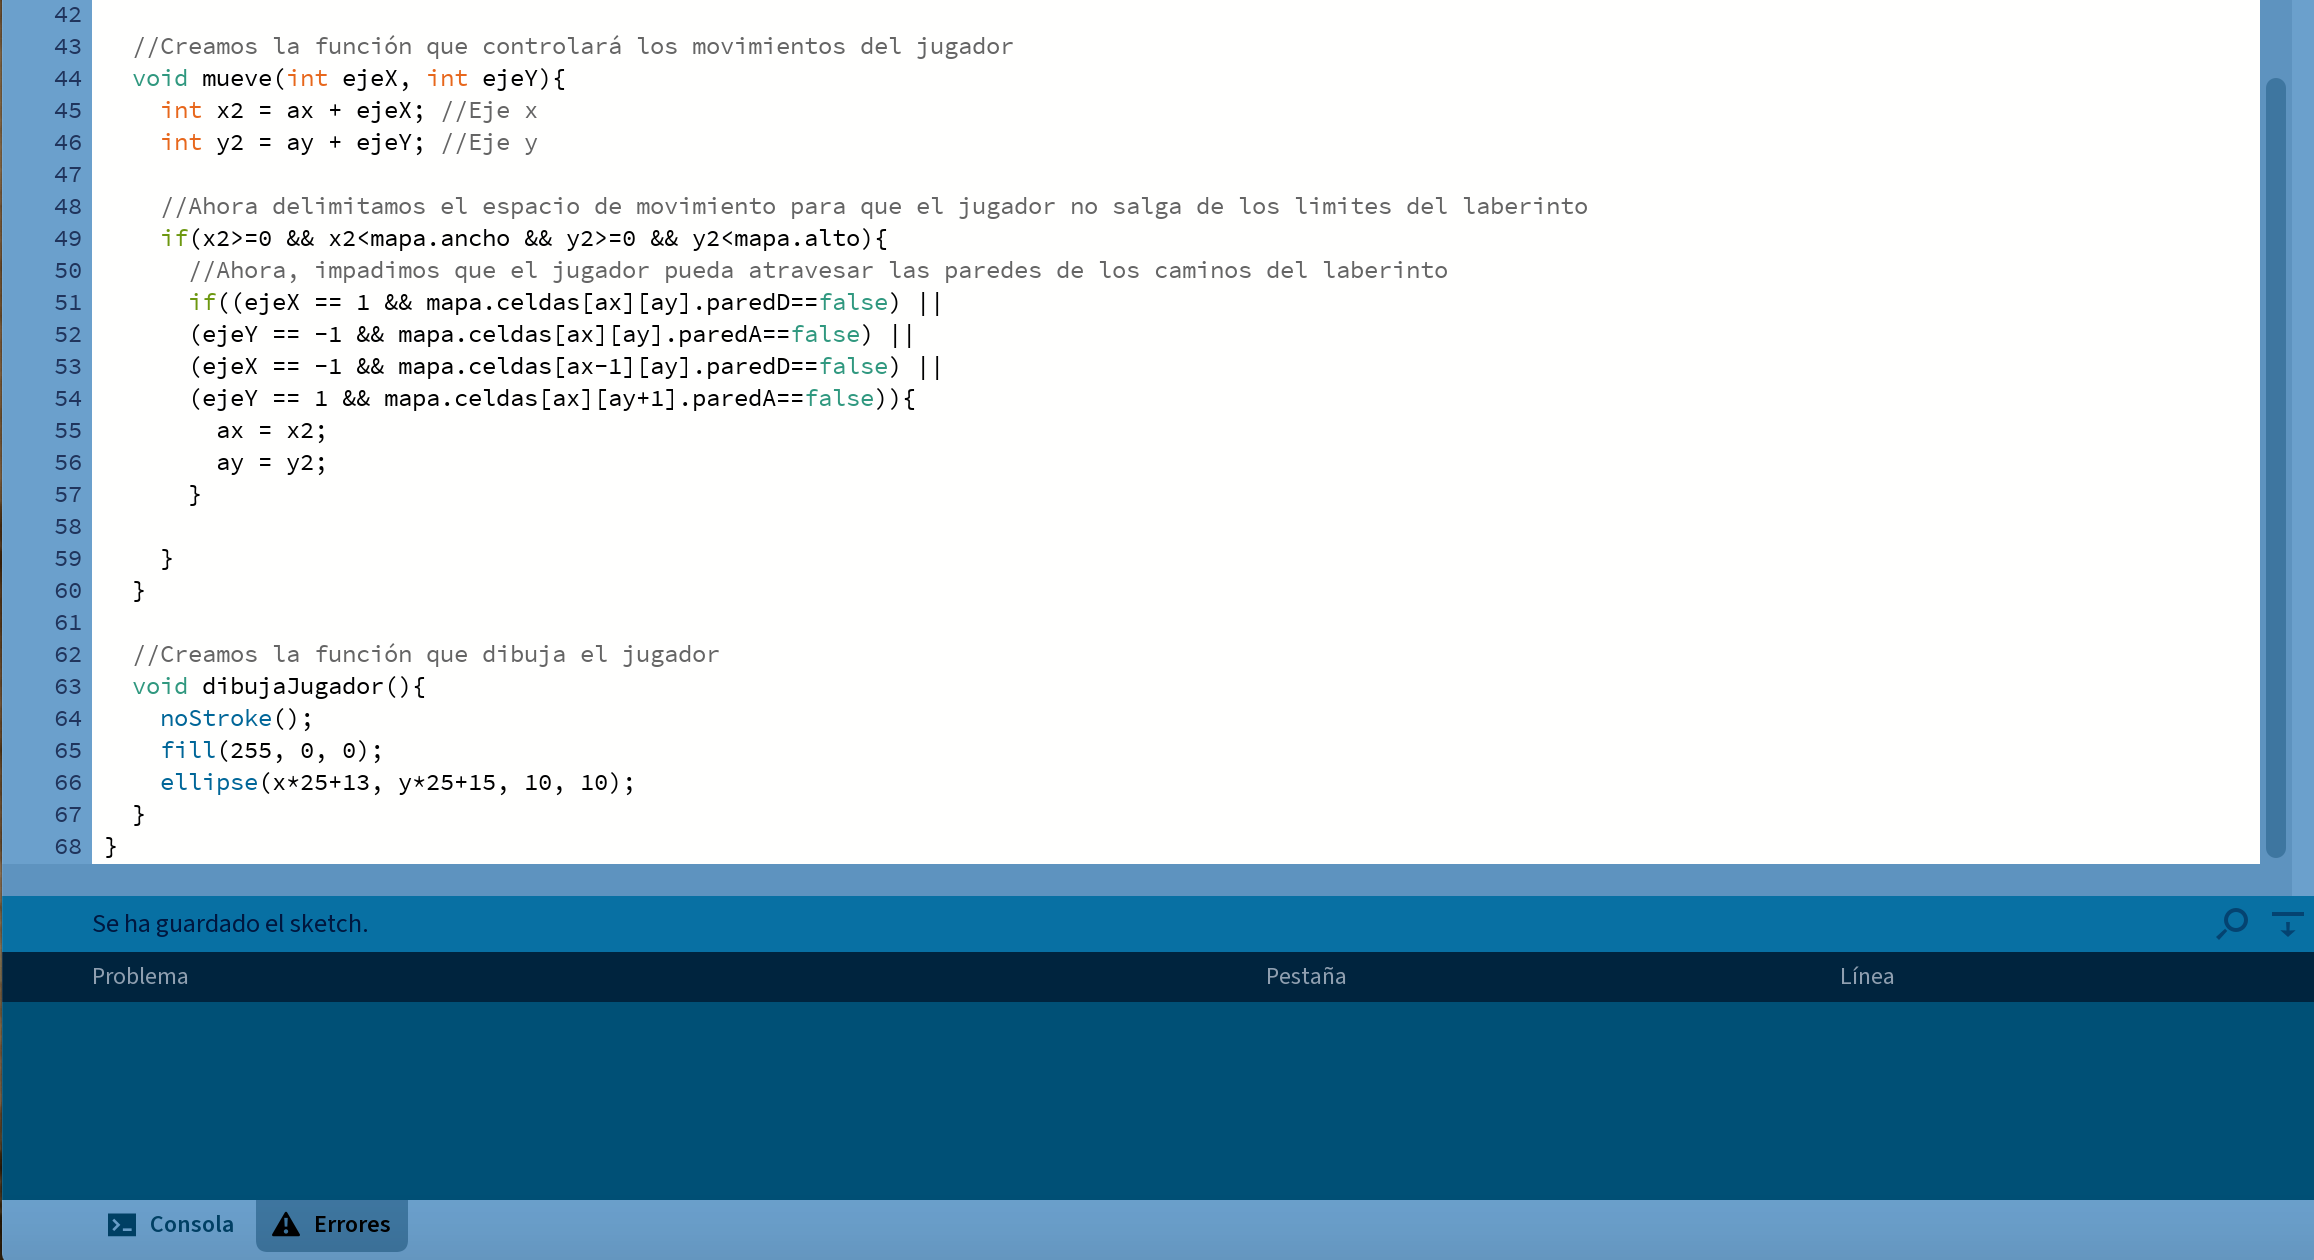 42
43 //Creamos la función que controlará los movimientos del jugador
44 void mueve(int ejeX, int ejeY){
45 int x2 = ax + ejeX; //Eje x
46 int y2 = ay + ejeY; //Eje y
47
48 //Ahora delimitamos el espacio de movimiento para que el jugador no salga de los limites del laberinto
49 if(x2>=0 && x2<mapa.ancho && y2>=0 && y2<mapa.alto){
50 //Ahora, impadimos que el jugador pueda atravesar las paredes de los caminos del laberinto
51 if((ejeX == 1 && mapa.celdas[ax][ay].paredD==false) ||
52 (ejeY == -1 && mapa.celdas[ax][ay].paredA==false) ||
53 (ejeX == -1 && mapa.celdas[ax-1][ay].paredD==false) ||
54 (ejeY == 1 && mapa.celdas[ax][ay+1].paredA==false)){
55 ax = x2;
56 ay = y2;
57 }
58
59 }
60 }
61
62 //Creamos la función que dibuja el jugador
63 void dibujaJugador(){
64 noStroke();
65 fill(255, 0, 0);
66 ellipse(x*25+13, y*25+15, 10, 10);
67 }
68 }
Se ha guardado el sketch.
Problema Pestaña Línea
Consola Errores